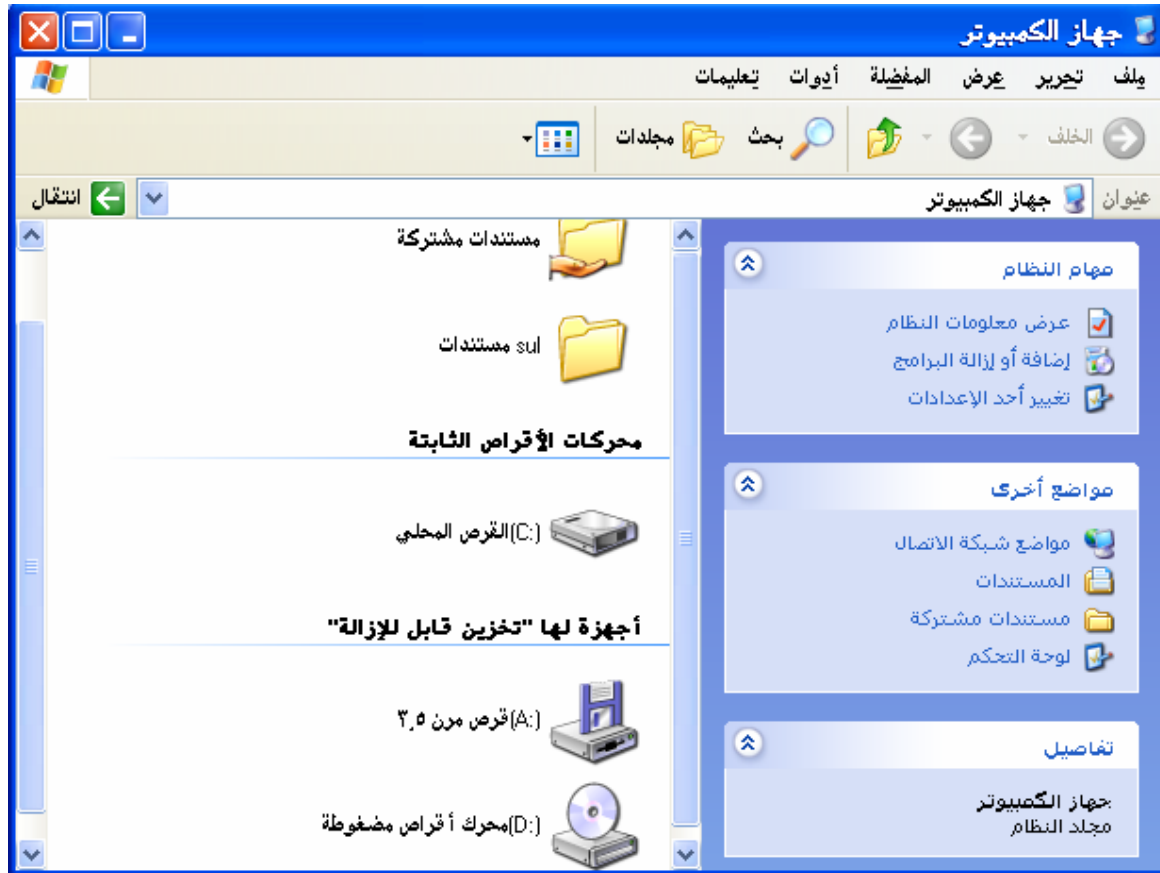 جهاز الكمبيوتر
ملف تحرير عرض المفضلة أدوات تعليمات
الخلف بحث مجلدات
عنوان جهاز الكمبيوتر انتقال
مهام النظام
عرض معلومات النظام
إضافة أو إزالة البرامج
تغيير أحد الإعدادات
مواضع أخرى
مواضع شبكة الاتصال
المستندات
مستندات مشتركة
لوحة التحكم
تفاصيل
جهاز الكمبيوتر
مجلد النظام
مستندات مشتركة
sul مستندات
محركات الأقراص الثابتة
(C:)القرص المحلي
أجهزة لها "تخزين قابل للإزالة"
(A:)قرص مرن ٣,٥
(D:)محرك أقراص مضغوطة